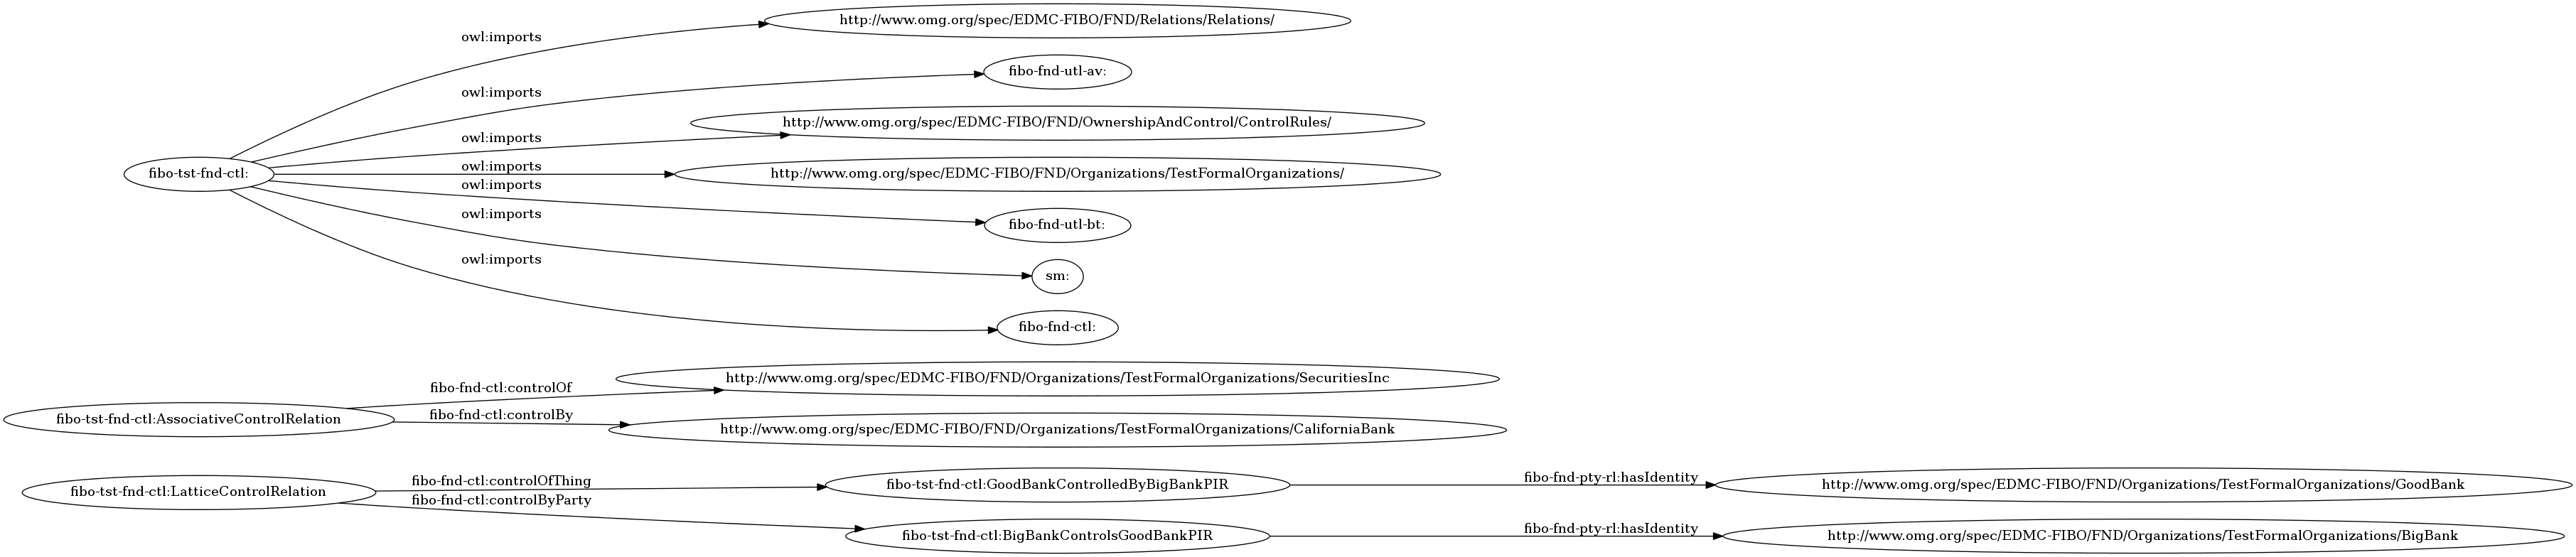 http://www.omg.org/spec/EDMC-FIBO/FND/Relations/Relations/
owl:imports
fibo-fnd-utl-av:
owl:imports
http://www.omg.org/spec/EDMC-FIBO/FND/OwnershipAndControl/ControlRules/
owl:imports
fibo-tst-fnd-ctl:
owl:imports
http://www.omg.org/spec/EDMC-FIBO/FND/Organizations/TestFormalOrganizations/
owl:imports
fibo-fnd-utl-bt:
owl:imports
sm:
owl:imports
fibo-fnd-ctl:
fibo-tst-fnd-ctl:AssociativeControlRelation
fibo-fnd-ctl:controlOf
http://www.omg.org/spec/EDMC-FIBO/FND/Organizations/TestFormalOrganizations/SecuritiesInc
fibo-fnd-ctl:controlBy
http://www.omg.org/spec/EDMC-FIBO/FND/Organizations/TestFormalOrganizations/CaliforniaBank
fibo-tst-fnd-ctl:LatticeControlRelation
fibo-fnd-ctl:controlOfThing
fibo-tst-fnd-ctl:GoodBankControlledByBigBankPIR
fibo-fnd-pty-rl:hasIdentity
http://www.omg.org/spec/EDMC-FIBO/FND/Organizations/TestFormalOrganizations/GoodBank
fibo-fnd-ctl:controlByParty
fibo-tst-fnd-ctl:BigBankControlsGoodBankPIR
fibo-fnd-pty-rl:hasIdentity
http://www.omg.org/spec/EDMC-FIBO/FND/Organizations/TestFormalOrganizations/BigBank